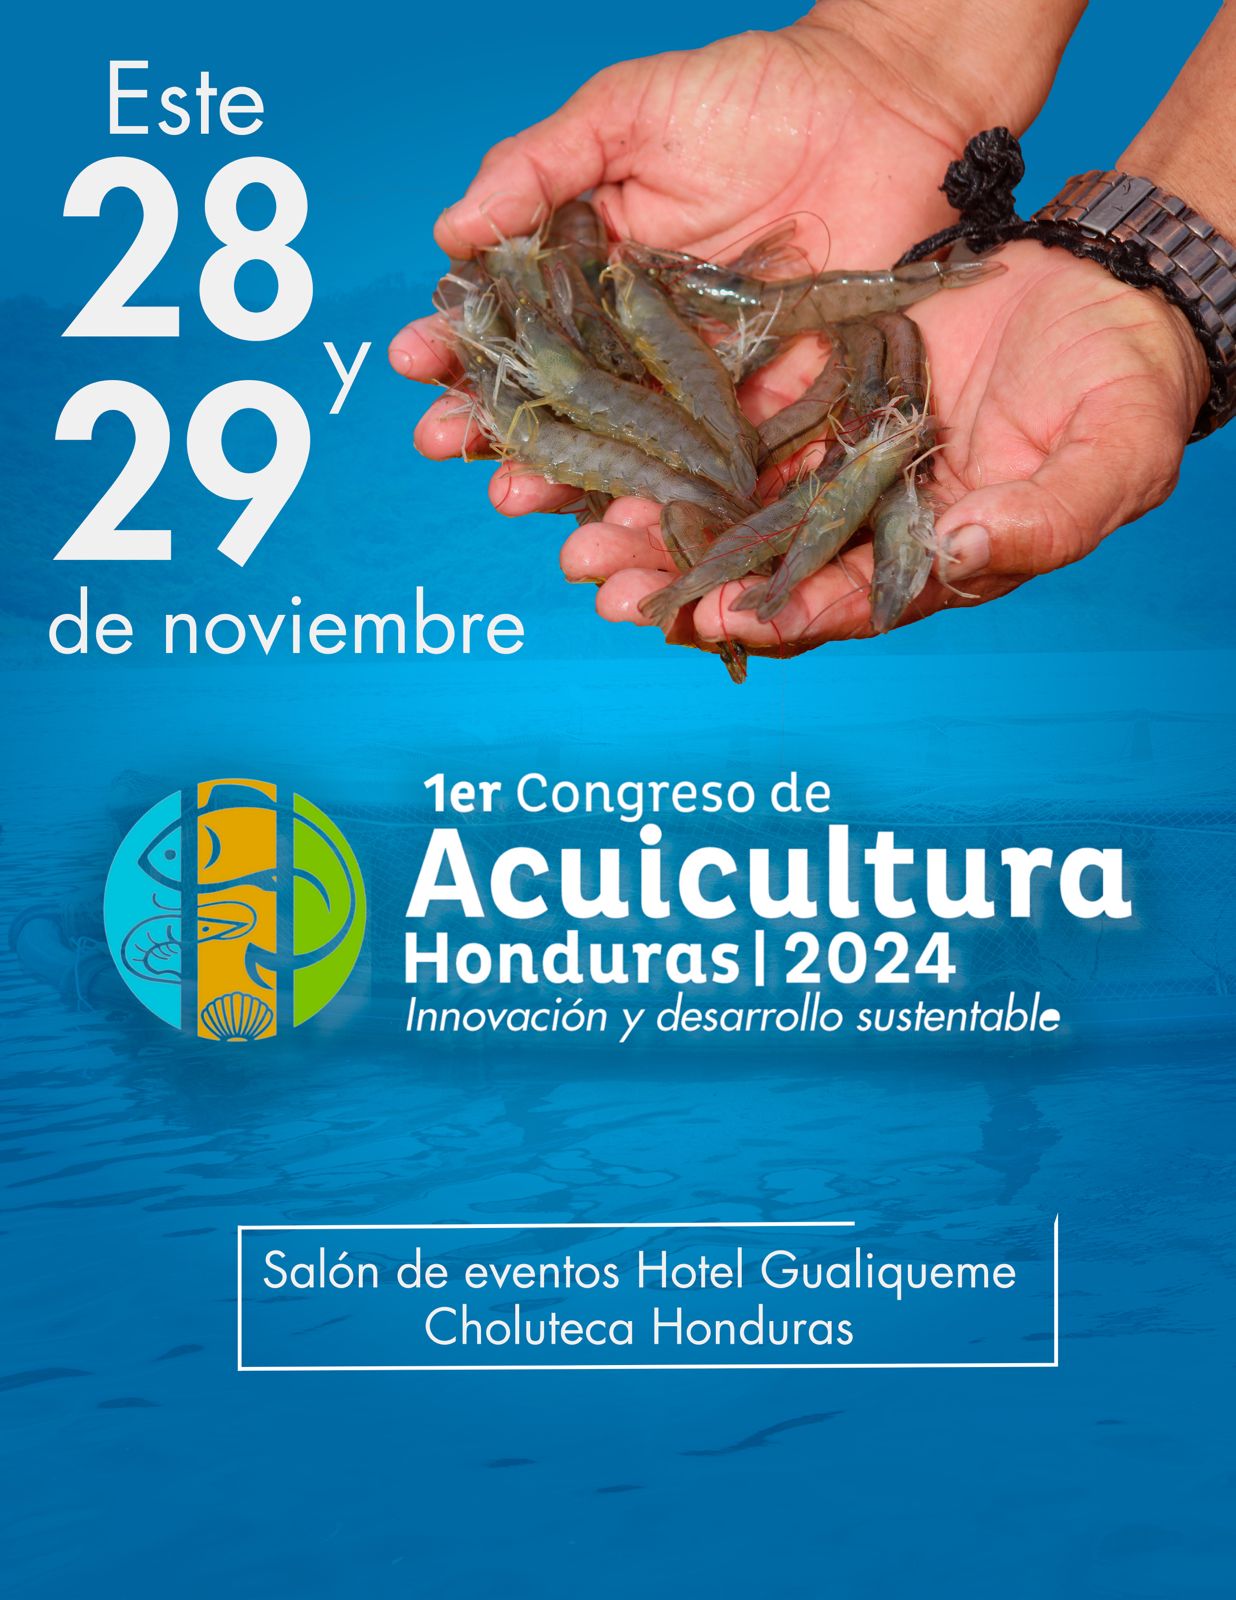 Este
28
y
29
de noviembre
1er Congreso de
Acuicultura
Honduras | 2024
Innovación y desarrollo sustentable
Salón de eventos Hotel Gualiqueme
Choluteca Honduras